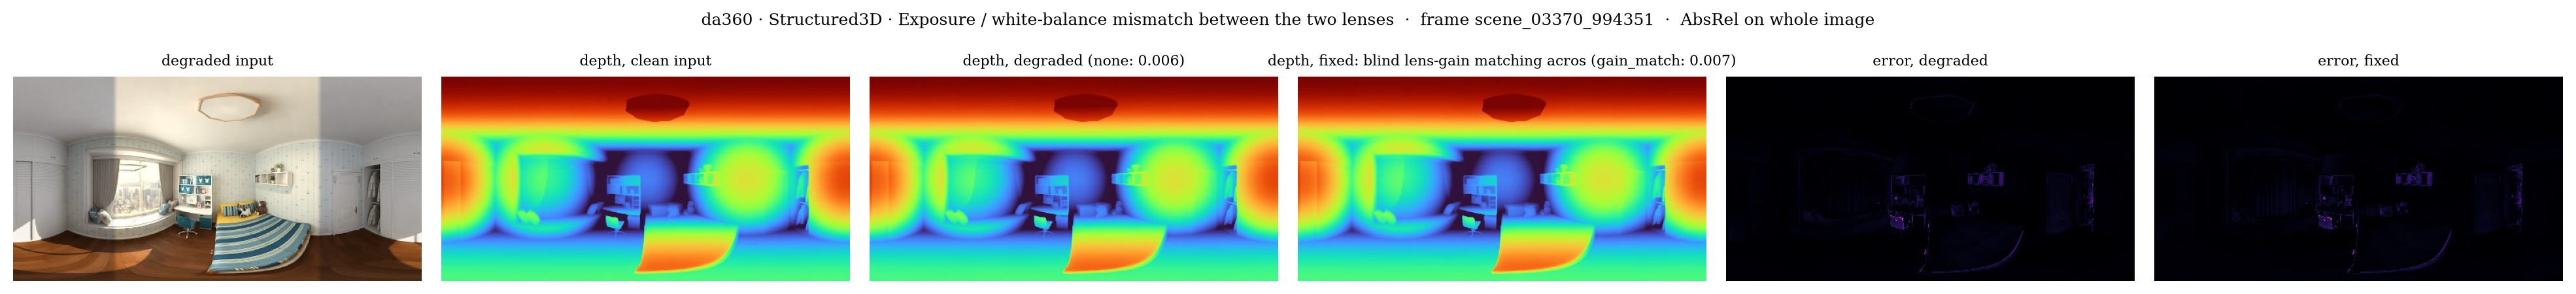 da360 · Structured3D · Exposure / white-balance mismatch between the two lenses · frame scene_03370_994351 · AbsRel on whole image
degraded input
depth, clean input
depth, degraded (none: 0.006)
depth, fixed: blind lens-gain matching acros (gain_match: 0.007)
error, degraded
error, fixed